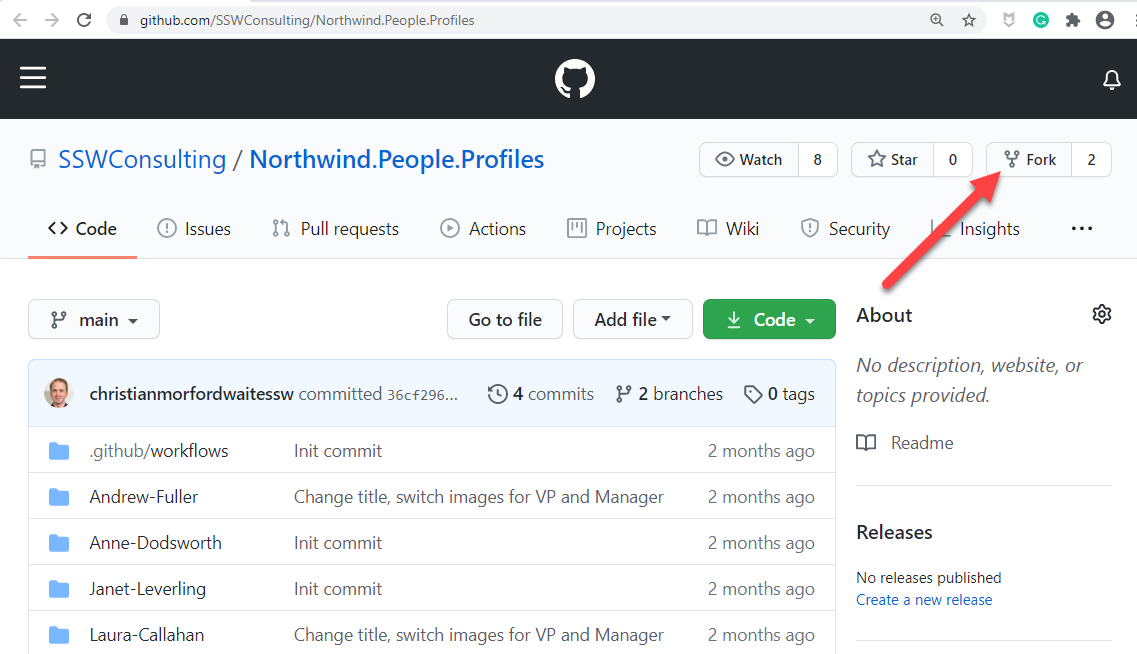 github.com/SSWConsulting/Northwind.People.Profiles
SSWConsulting / Northwind.People.Profiles
Watch 8 Star 0 Fork 2
Code Issues Pull requests Actions Projects Wiki Security Insights ...
main Go to file Add file Code
About
No description, website, or
topics provided.
Readme
christianmorfordwaitessw committed 36cf296... 4 commits 2 branches 0 tags
.github/workflows Init commit 2 months ago
Andrew-Fuller Change title, switch images for VP and Manager 2 months ago
Anne-Dodsworth Init commit 2 months ago
Janet-Leverling Init commit 2 months ago
Laura-Callahan Change title, switch images for VP and Manager 2 months ago
Releases
No releases published
Create a new release